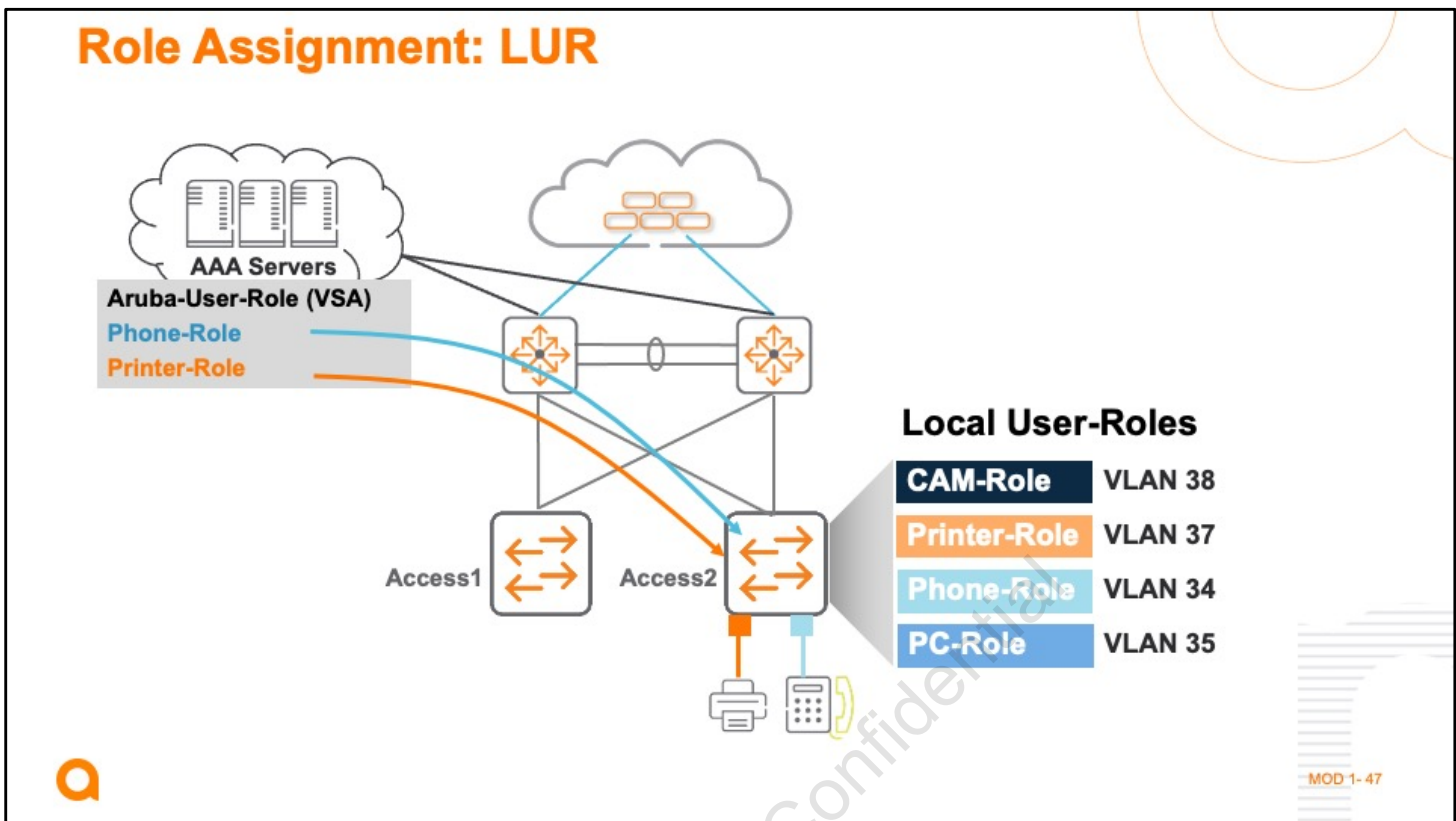 Role Assignment: LUR
AAA Servers
Aruba-User-Role (VSA)
Phone-Role
Printer-Role
Local User-Roles
CAM-Role VLAN 38
Printer-Role VLAN 37
Phone-Role VLAN 34
PC-Role VLAN 35
Access1
Access2
Confidential
MOD 1- 47